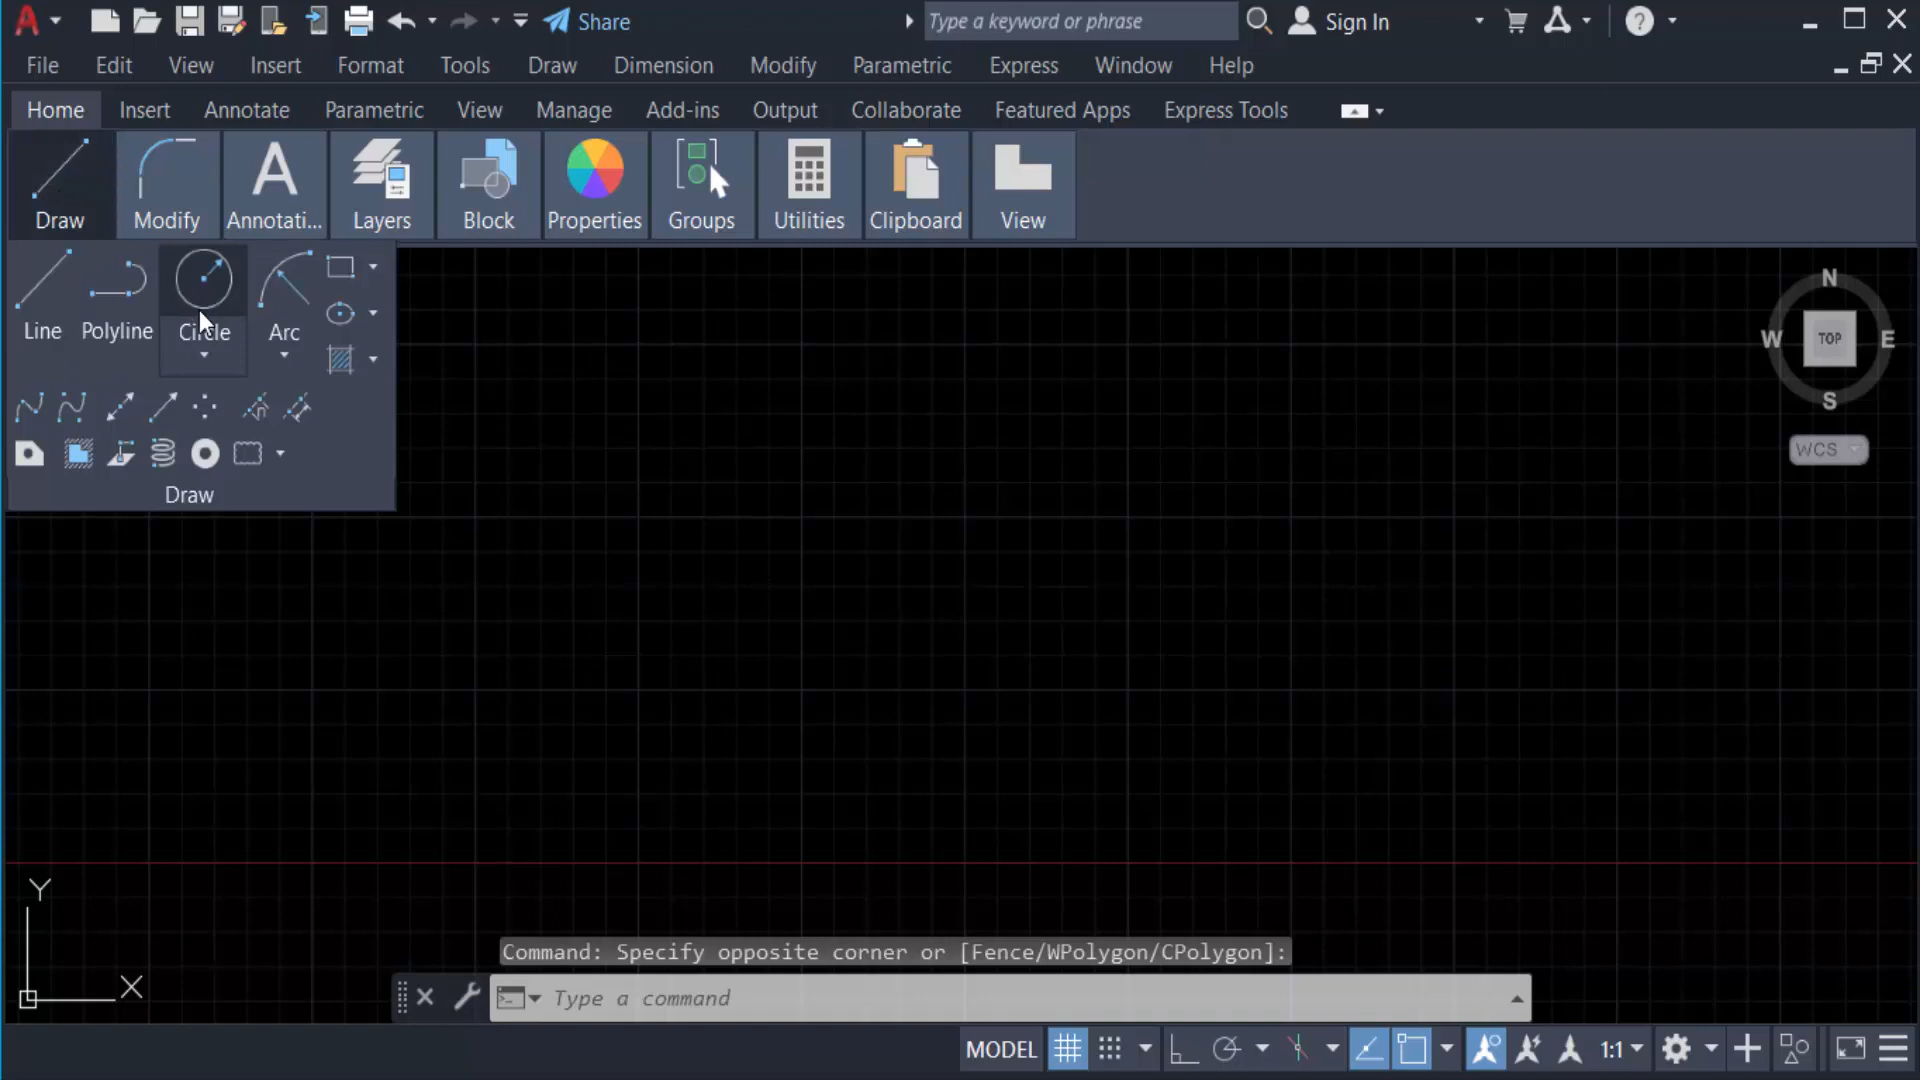 Share
Type a keyword or phrase
Sign In
File Edit View Insert Format Tools Draw Dimension Modify Parametric Express Window Help
Home Insert Annotate Parametric View Manage Add-ins Output Collaborate Featured Apps Express Tools
Draw Modify Annotati... Layers Block Properties Groups Utilities Clipboard View
Line Polyline Circle Arc
Draw
N
W TOP E
S
WCS
Y
X
Command: Specify opposite corner or [Fence/WPolygon/CPolygon]:
Type a command
MODEL 1:1